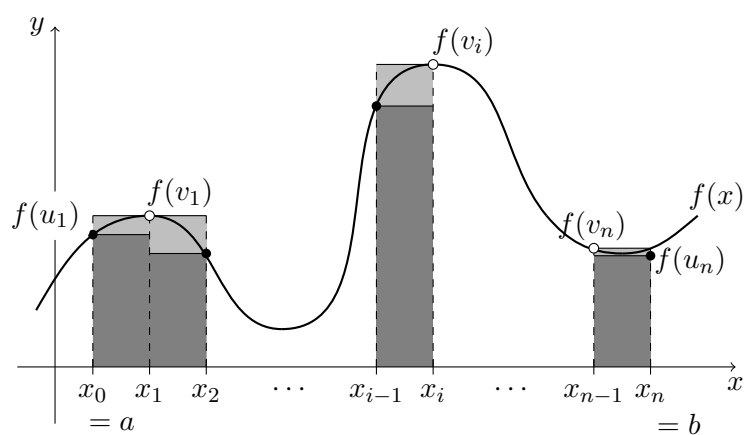 y
f(v_i)
f(v_1)
f(x)
f(u_1)
f(v_n)
f(u_n)
x_0 x_1 x_2 ⋯ x_{i−1} x_i ⋯ x_{n−1} x_n x
= a = b